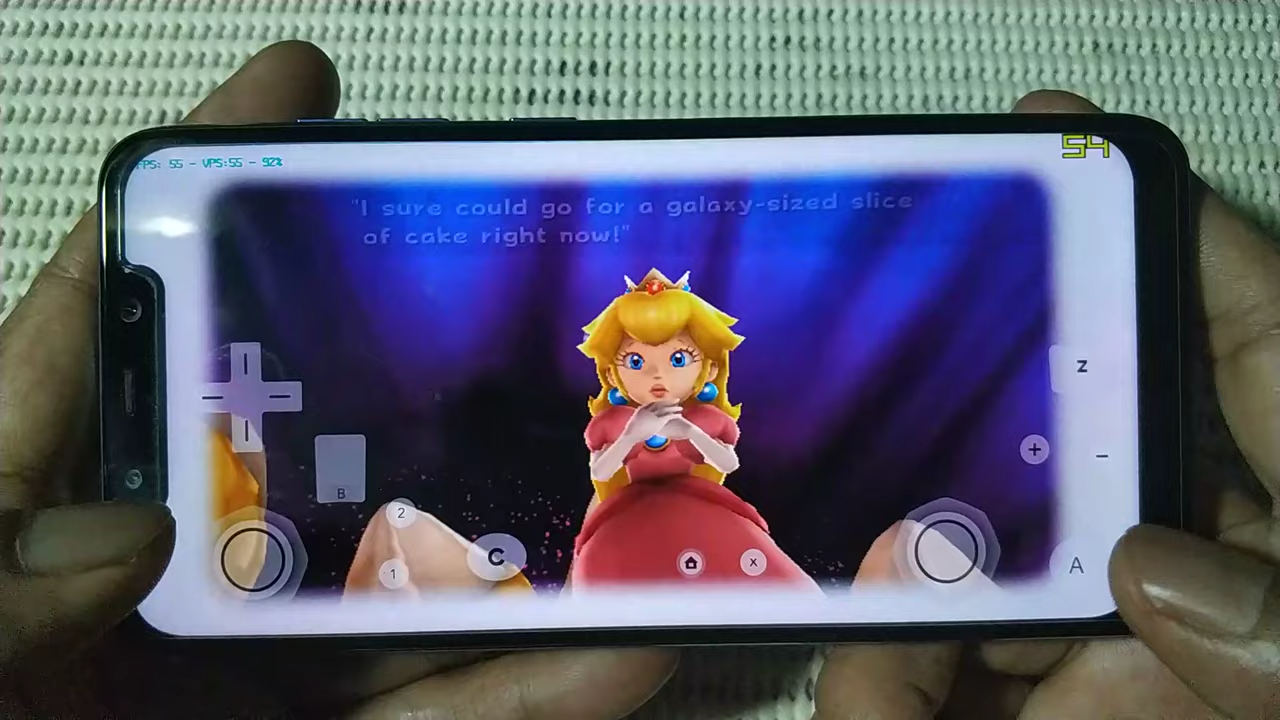 FPS: 55 - VPS:55 - 92%
54
"I sure could go for a galaxy-sized slice
of cake right now!"
Z
+
-
B
2
C
1
X
A